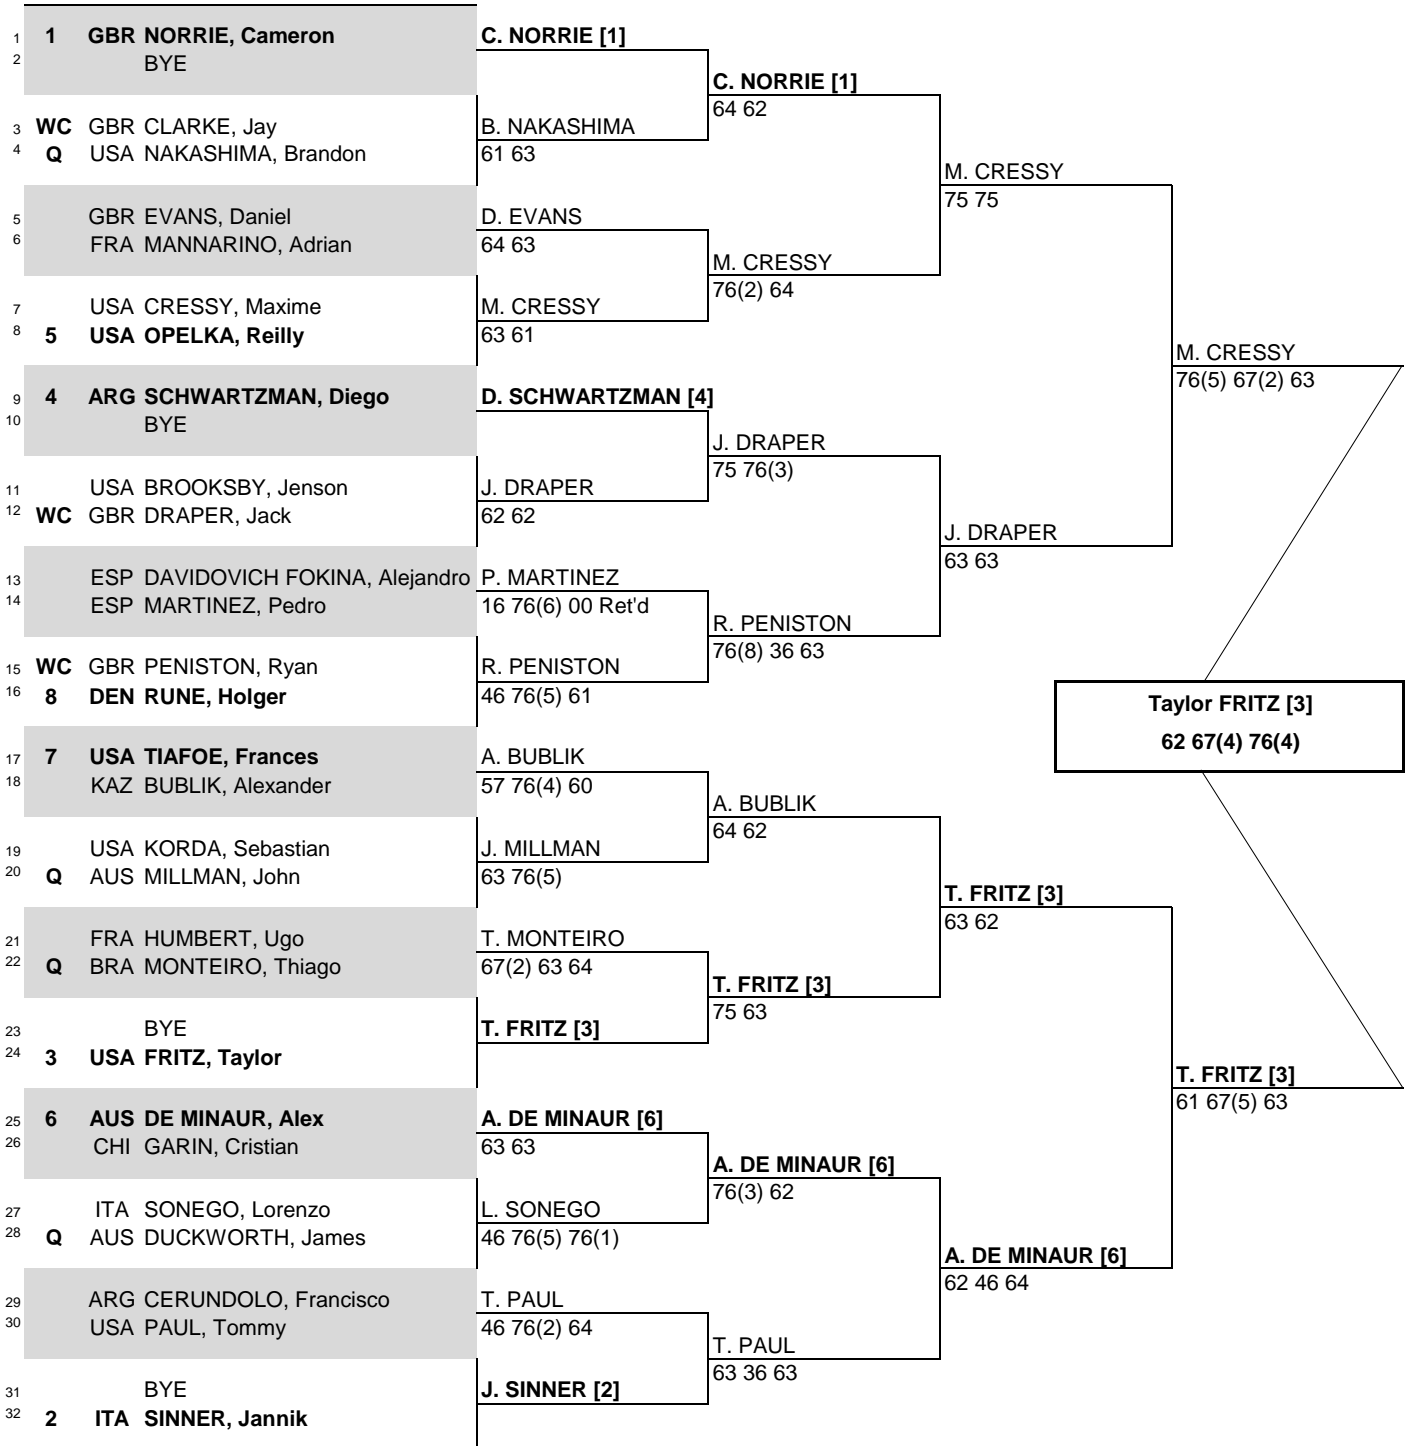 1 1 GBR NORRIE, Cameron
2 BYE
3 WC GBR CLARKE, Jay
4 Q USA NAKASHIMA, Brandon
5 GBR EVANS, Daniel
6 FRA MANNARINO, Adrian
7 USA CRESSY, Maxime
8 5 USA OPELKA, Reilly
9 4 ARG SCHWARTZMAN, Diego
10 BYE
11 USA BROOKSBY, Jenson
12 WC GBR DRAPER, Jack
13 ESP DAVIDOVICH FOKINA, Alejandro
14 ESP MARTINEZ, Pedro
15 WC GBR PENISTON, Ryan
16 8 DEN RUNE, Holger
17 7 USA TIAFOE, Frances
18 KAZ BUBLIK, Alexander
19 USA KORDA, Sebastian
20 Q AUS MILLMAN, John
21 FRA HUMBERT, Ugo
22 Q BRA MONTEIRO, Thiago
23 BYE
24 3 USA FRITZ, Taylor
25 6 AUS DE MINAUR, Alex
26 CHI GARIN, Cristian
27 ITA SONEGO, Lorenzo
28 Q AUS DUCKWORTH, James
29 ARG CERUNDOLO, Francisco
30 USA PAUL, Tommy
31 BYE
32 2 ITA SINNER, Jannik
C. NORRIE [1]
B. NAKASHIMA
61 63
D. EVANS
64 63
M. CRESSY
63 61
D. SCHWARTZMAN [4]
J. DRAPER
62 62
P. MARTINEZ
16 76(6) 00 Ret'd
R. PENISTON
46 76(5) 61
A. BUBLIK
57 76(4) 60
J. MILLMAN
63 76(5)
T. MONTEIRO
67(2) 63 64
T. FRITZ [3]
A. DE MINAUR [6]
63 63
L. SONEGO
46 76(5) 76(1)
T. PAUL
46 76(2) 64
J. SINNER [2]
C. NORRIE [1]
64 62
M. CRESSY
76(2) 64
J. DRAPER
75 76(3)
R. PENISTON
76(8) 36 63
A. BUBLIK
64 62
T. FRITZ [3]
75 63
A. DE MINAUR [6]
76(3) 62
T. PAUL
63 36 63
M. CRESSY
75 75
J. DRAPER
63 63
T. FRITZ [3]
63 62
A. DE MINAUR [6]
62 46 64
M. CRESSY
76(5) 67(2) 63
T. FRITZ [3]
61 67(5) 63
Taylor FRITZ [3]
62 67(4) 76(4)